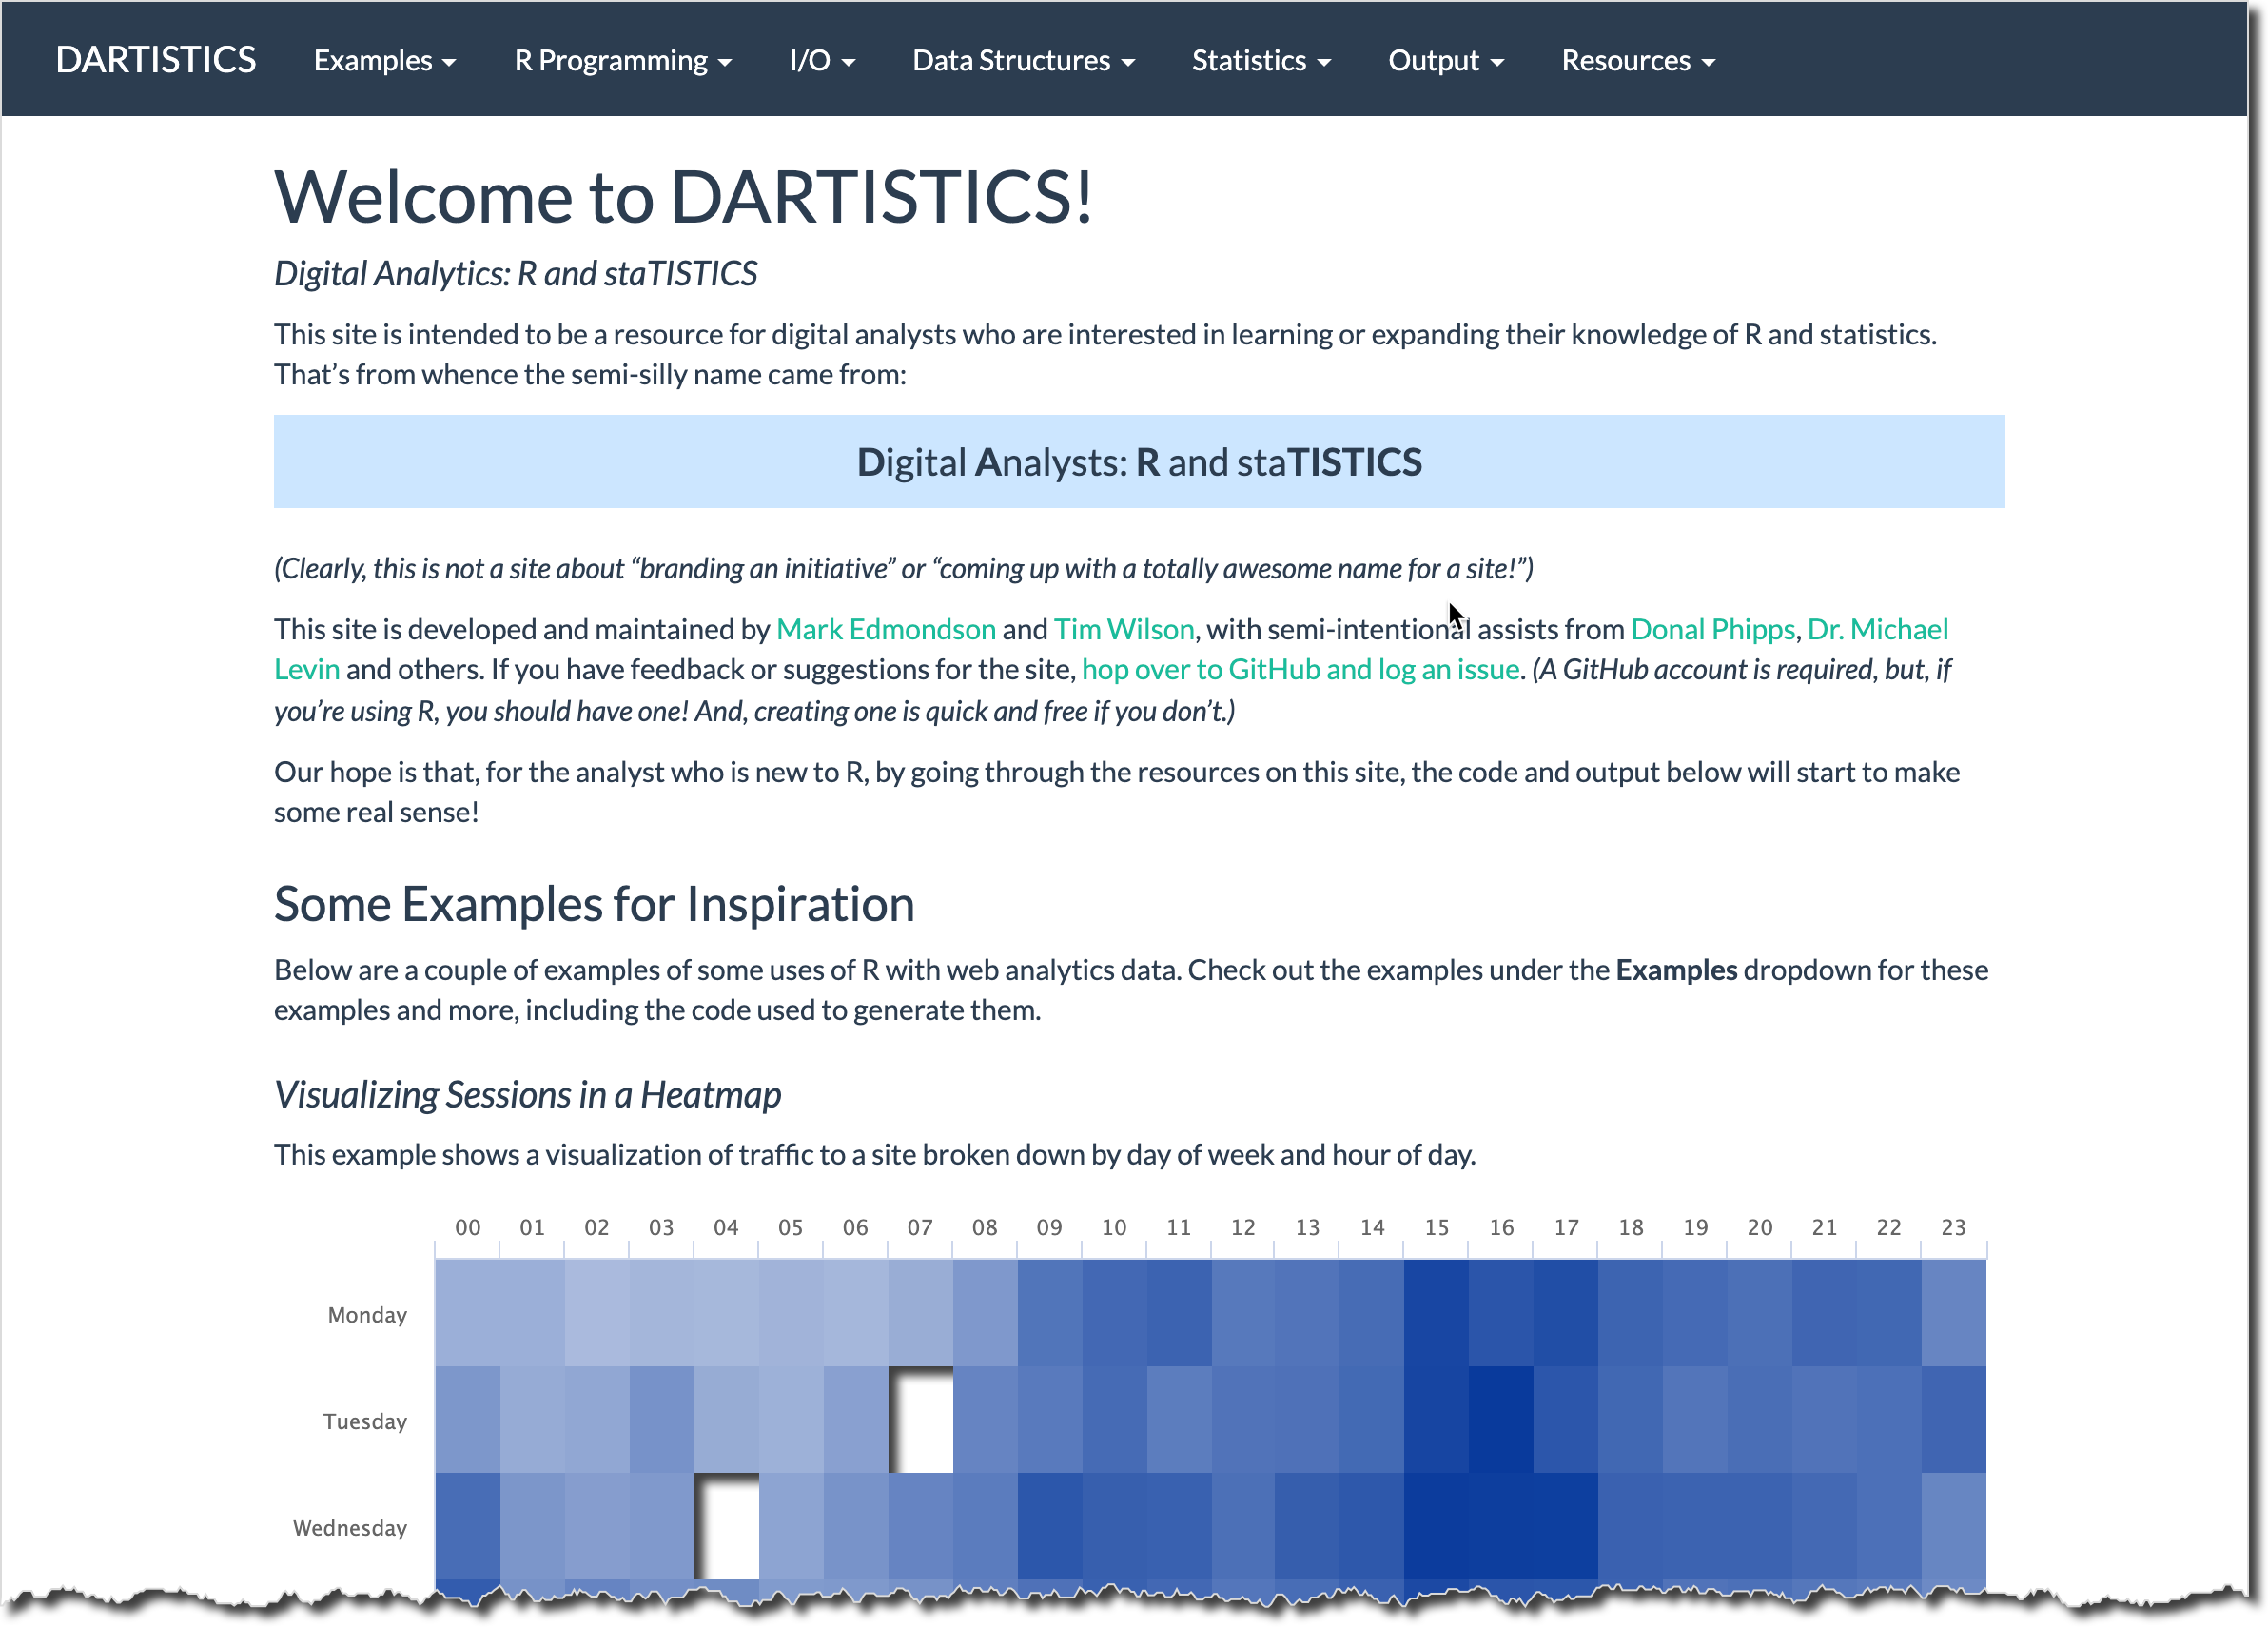 DARTISTICS Examples R Programming I/O Data Structures Statistics Output Resources
Welcome to DARTISTICS!
Digital Analytics: R and staTISTICS
This site is intended to be a resource for digital analysts who are interested in learning or expanding their knowledge of R and statistics.
That’s from whence the semi-silly name came from:
Digital Analysts: R and staTISTICS
(Clearly, this is not a site about “branding an initiative” or “coming up with a totally awesome name for a site!”)
This site is developed and maintained by Mark Edmondson and Tim Wilson, with semi-intentional assists from Donal Phipps, Dr. Michael
Levin and others. If you have feedback or suggestions for the site, hop over to GitHub and log an issue. (A GitHub account is required, but, if
you’re using R, you should have one! And, creating one is quick and free if you don’t.)
Our hope is that, for the analyst who is new to R, by going through the resources on this site, the code and output below will start to make
some real sense!
Some Examples for Inspiration
Below are a couple of examples of some uses of R with web analytics data. Check out the examples under the Examples dropdown for these
examples and more, including the code used to generate them.
Visualizing Sessions in a Heatmap
This example shows a visualization of traffic to a site broken down by day of week and hour of day.
00 01 02 03 04 05 06 07 08 09 10 11 12 13 14 15 16 17 18 19 20 21 22 23
Monday
Tuesday
Wednesday